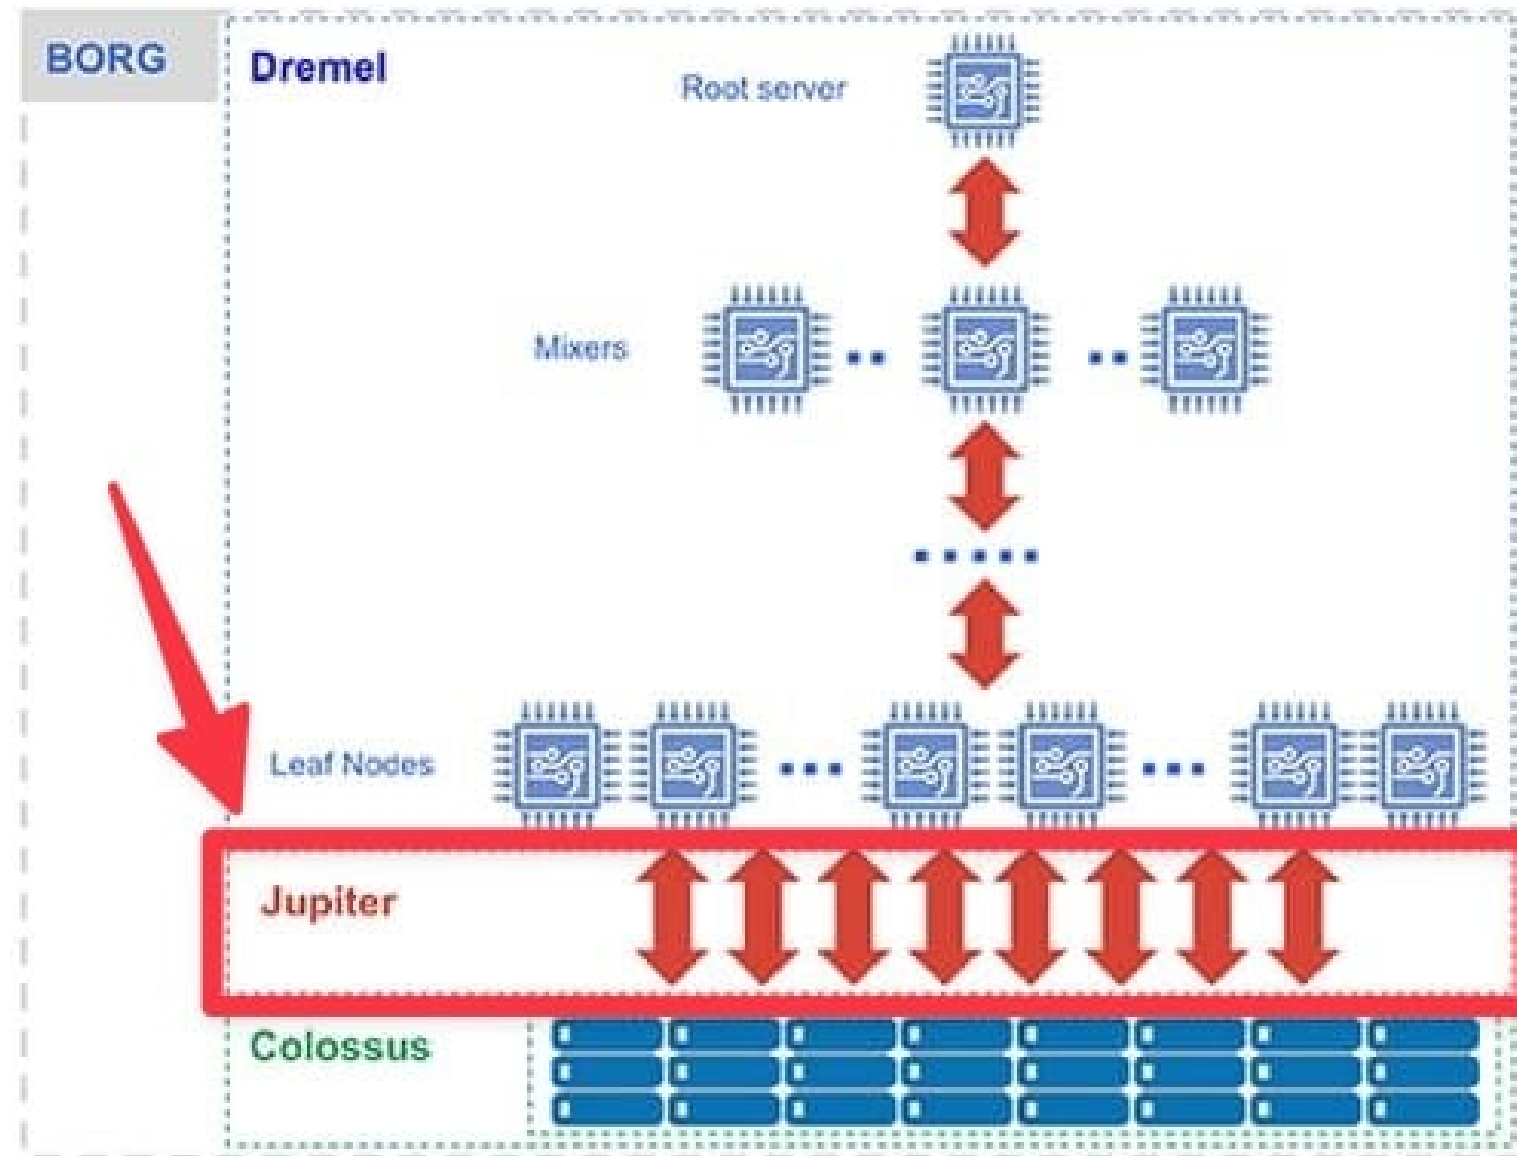 BORG
Dremel
Root server
Mixers
Leaf Nodes
Jupiter
Colossus